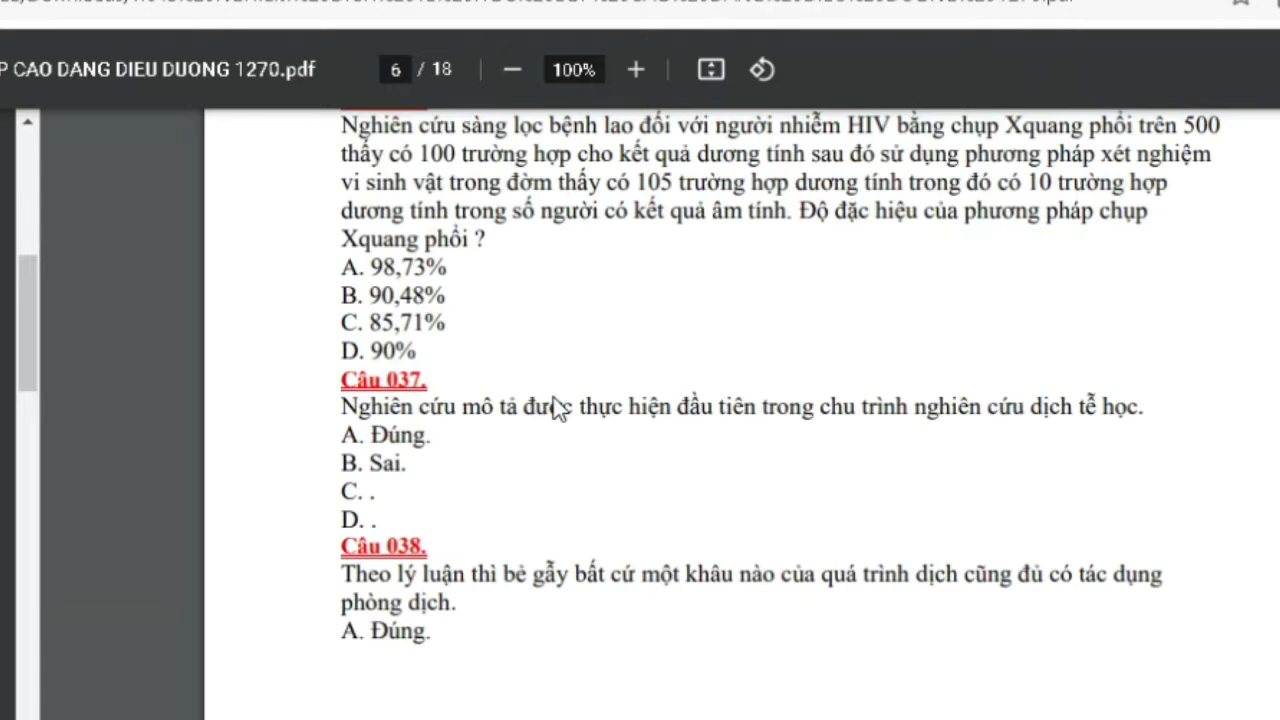 P CAO DANG DIEU DUONG 1270.pdf
6 / 18
100%
Nghiên cứu sàng lọc bệnh lao đối với người nhiễm HIV bằng chụp Xquang phổi trên 500
thấy có 100 trường hợp cho kết quả dương tính sau đó sử dụng phương pháp xét nghiệm
vi sinh vật trong đờm thấy có 105 trường hợp dương tính trong đó có 10 trường hợp
dương tính trong số người có kết quả âm tính. Độ đặc hiệu của phương pháp chụp
Xquang phổi ?
A. 98,73%
B. 90,48%
C. 85,71%
D. 90%
Câu 037.
Nghiên cứu mô tả được thực hiện đầu tiên trong chu trình nghiên cứu dịch tễ học.
A. Đúng.
B. Sai.
C. .
D. .
Câu 038.
Theo lý luận thì bẻ gẫy bất cứ một khâu nào của quá trình dịch cũng đủ có tác dụng
phòng dịch.
A. Đúng.